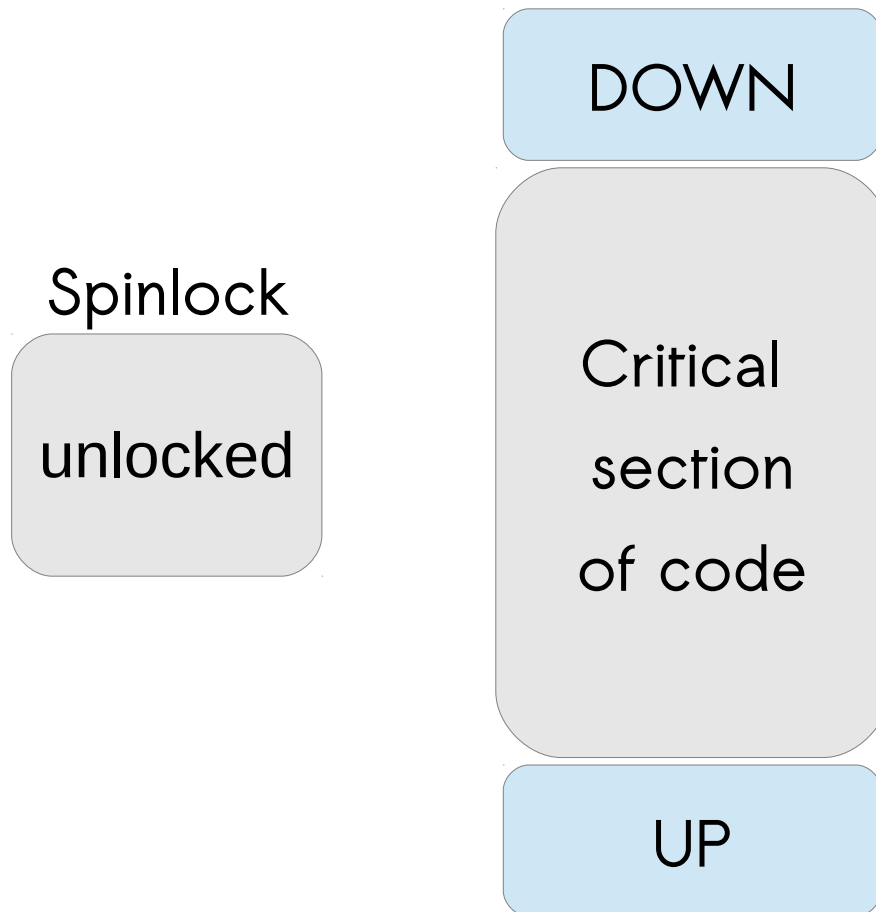 Spinlock
unlocked
DOWN
Critical
section
of code
UP